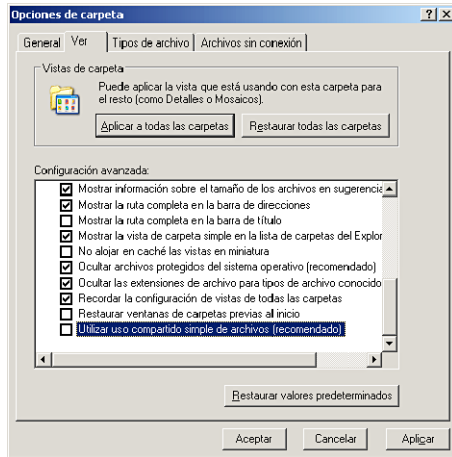 Opciones de carpeta
General Ver Tipos de archivo Archivos sin conexión
Vistas de carpeta
Puede aplicar la vista que está usando con esta carpeta para
el resto (como Detalles o Mosaicos).
Aplicar a todas las carpetas Restaurar todas las carpetas
Configuración avanzada:
Mostrar información sobre el tamaño de los archivos en sugerencia
Mostrar la ruta completa en la barra de direcciones
Mostrar la ruta completa en la barra de título
Mostrar la vista de carpeta simple en la lista de carpetas del Explor
No alojar en caché las vistas en miniatura
Ocultar archivos protegidos del sistema operativo (recomendado)
Ocultar las extensiones de archivo para tipos de archivo conocido
Recordar la configuración de vistas de todas las carpetas
Restaurar ventanas de carpetas previas al inicio
Utilizar uso compartido simple de archivos (recomendado)
Restaurar valores predeterminados
Aceptar Cancelar Aplicar